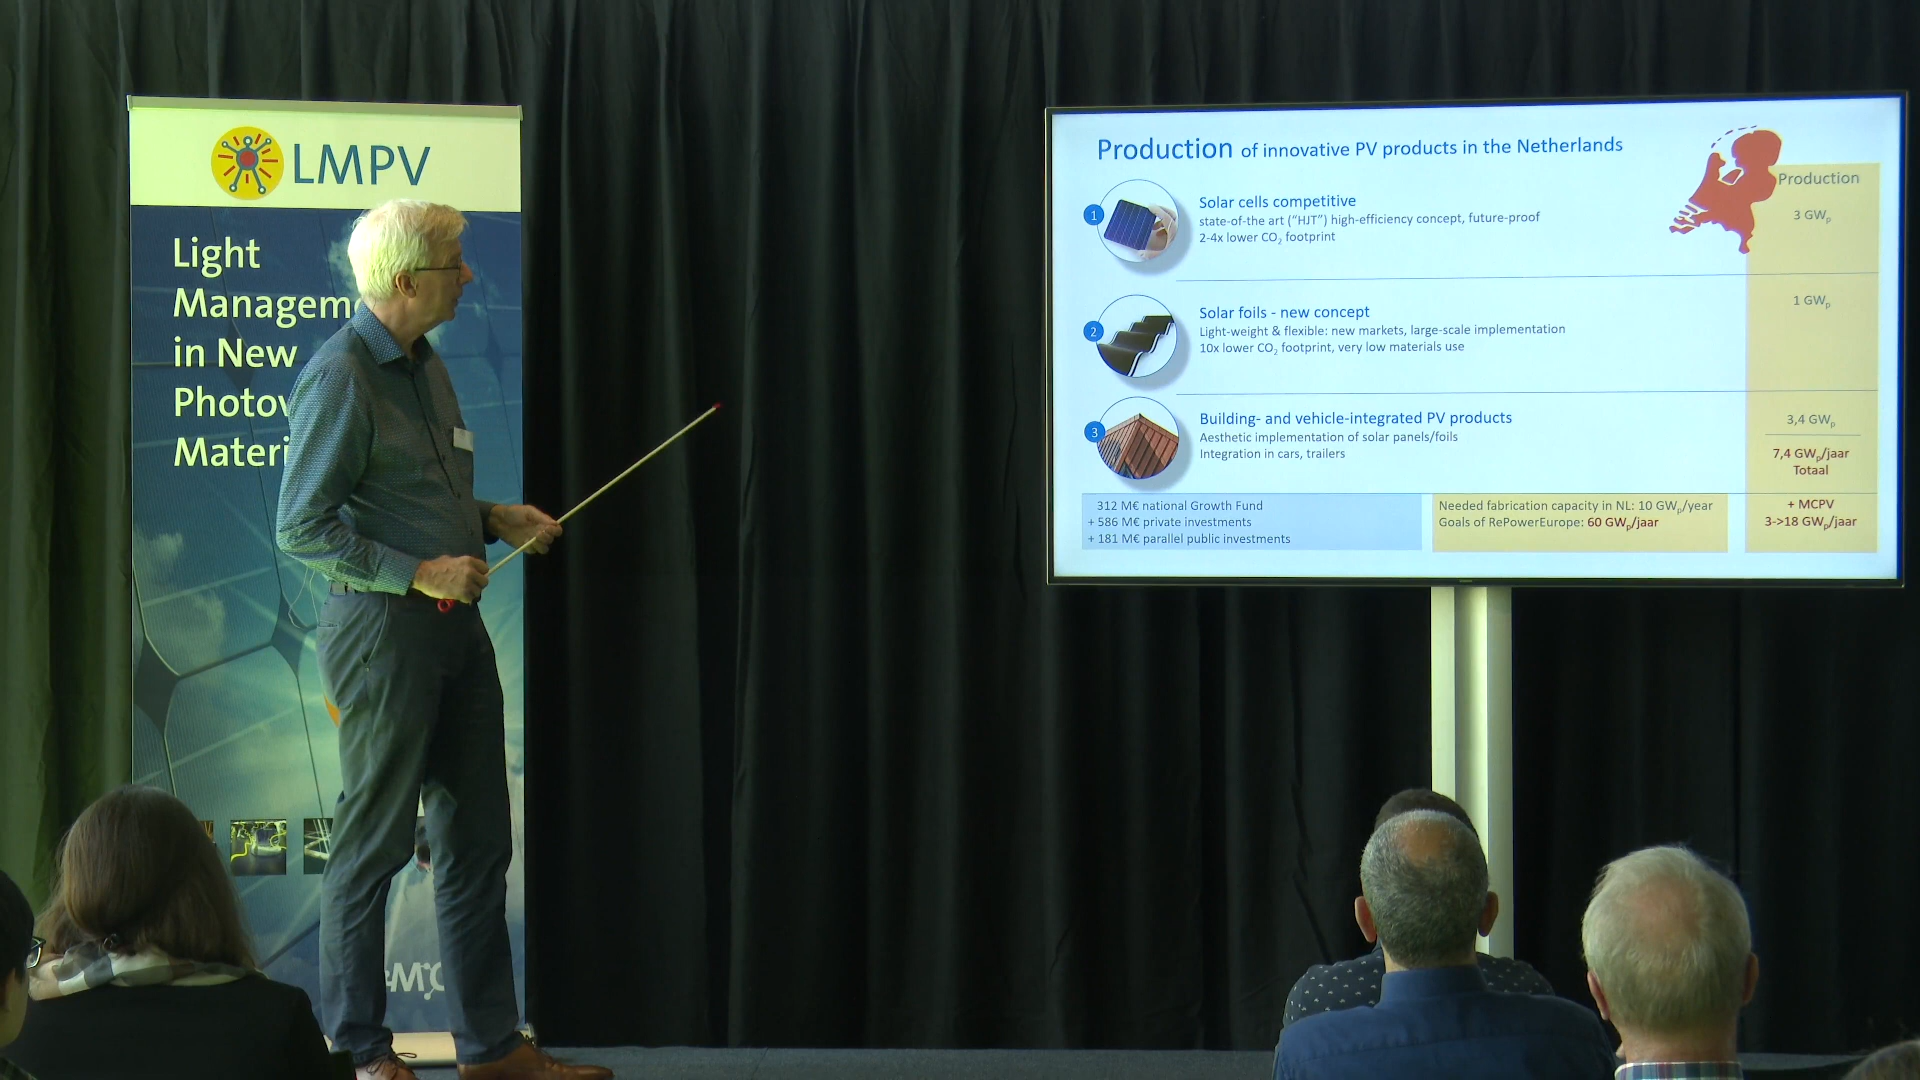 LMPV
Light
Managem
in New
Photov
Materi
Production of innovative PV products in the Netherlands
Production
1
Solar cells competitive
state-of-the art (“HJT”) high-efficiency concept, future-proof
2-4x lower CO₂ footprint
3 GWₚ
2
Solar foils - new concept
Light-weight & flexible: new markets, large-scale implementation
10x lower CO₂ footprint, very low materials use
1 GWₚ
3
Building- and vehicle-integrated PV products
Aesthetic implementation of solar panels/foils
Integration in cars, trailers
3,4 GWₚ
7,4 GWₚ/jaar
Totaal
312 M€ national Growth Fund
+ 586 M€ private investments
+ 181 M€ parallel public investments
Needed fabrication capacity in NL: 10 GWₚ/year
Goals of RePowerEurope: 60 GWₚ/jaar
+ MCPV
3->18 GWₚ/jaar